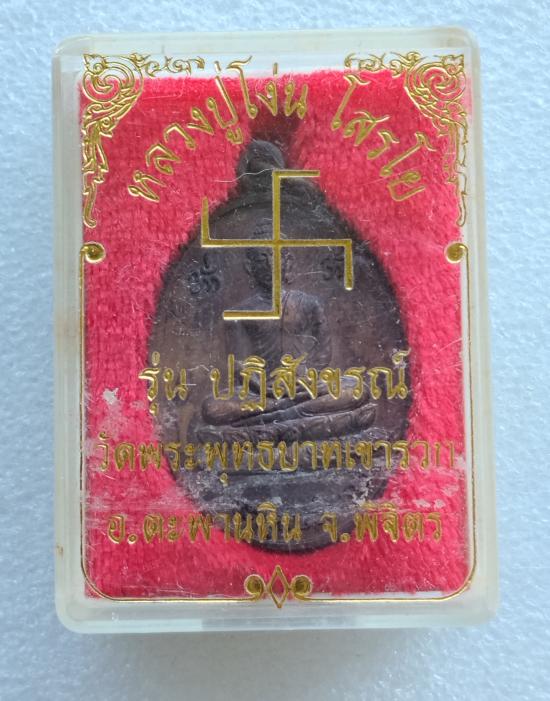 หลวงปู่โง่น โสรโย
รุ่น ปฏิสังขรณ์
วัดพระพุทธบาทเขารวก
อ.ตะพานหิน จ.พิจิตร